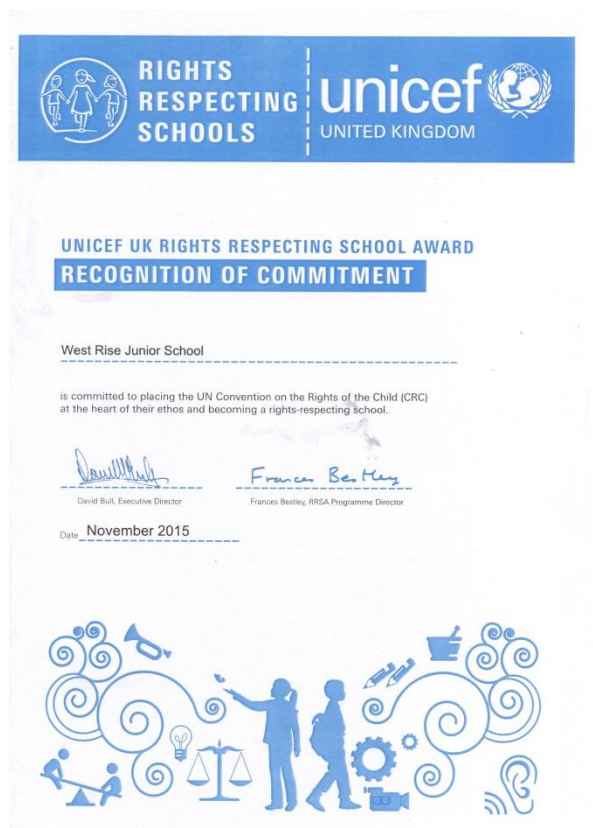 RIGHTS
RESPECTING
SCHOOLS
unicef
UNITED KINGDOM
UNICEF UK RIGHTS RESPECTING SCHOOL AWARD
RECOGNITION OF COMMITMENT
West Rise Junior School
is committed to placing the UN Convention on the Rights of the Child (CRC)
at the heart of their ethos and becoming a rights-respecting school.
David Bull Frances Bestley
David Bull, Executive Director Frances Bestley, RRSA Programme Director
Date November 2015